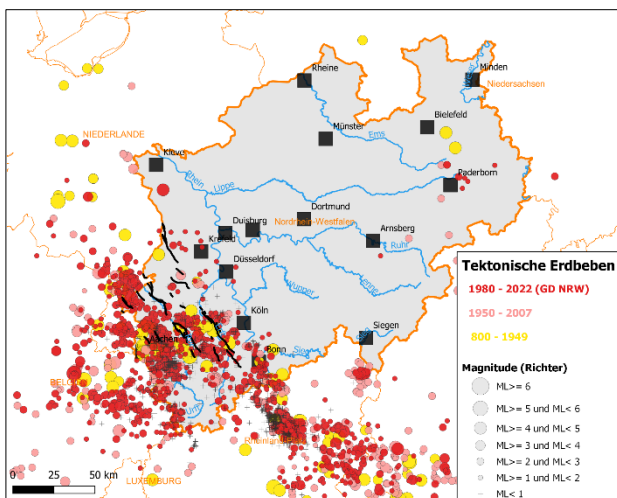 Rheine
Minden
Niedersachsen
Bielefeld
NIEDERLANDE
Münster
Ems
Kleve
Rhein
Lippe
Paderborn
Dortmund
Nordrhein-Westfalen
Duisburg
Krefeld
Arnsberg
Ruhr
Düsseldorf
Lenne
Wupper
Köln
Siegen
Aachen
Bonn
Sieg
Urft
LUXEMBURG
0 25 50 km
Tektonische Erdbeben
1980 - 2022 (GD NRW)
1950 - 2007
800 - 1949
Magnitude (Richter)
ML>= 6
ML>= 5 und ML< 6
ML>= 4 und ML< 5
ML>= 3 und ML< 4
ML>= 2 und ML< 3
ML>= 1 und ML< 2
ML< 1